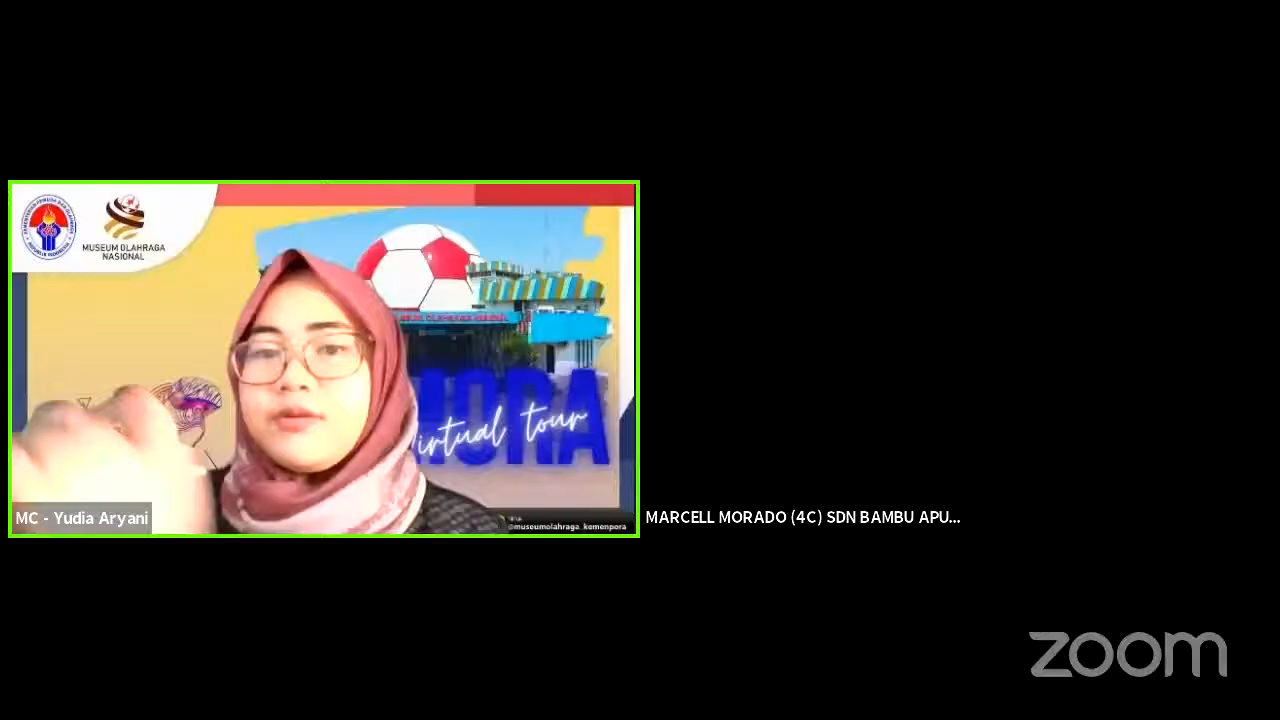 MUSEUM OLAHRAGA
NASIONAL
MORA
virtual tour
MC - Yudia Aryani
@museumolahraga_kemenpora
MARCELL MORADO (4C) SDN BAMBU APU...
zoom